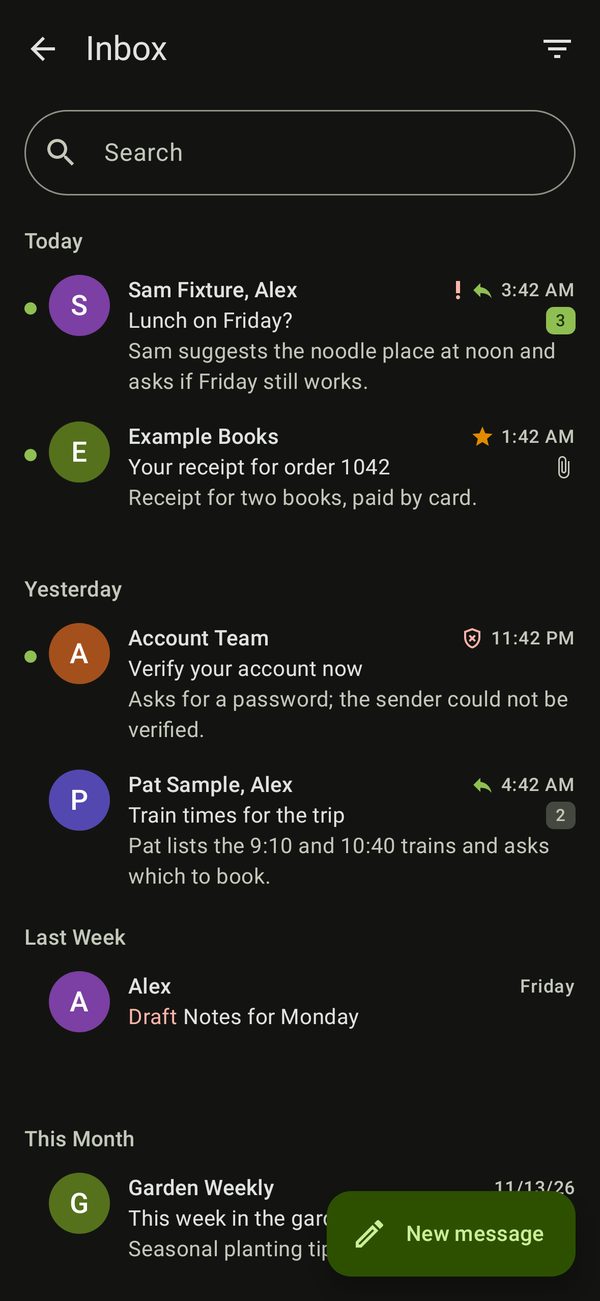 Inbox
Search
Today
S
Sam Fixture, Alex
3:42 AM
Lunch on Friday?
3
Sam suggests the noodle place at noon and
asks if Friday still works.
E
Example Books
1:42 AM
Your receipt for order 1042
Receipt for two books, paid by card.
Yesterday
A
Account Team
11:42 PM
Verify your account now
Asks for a password; the sender could not be
verified.
P
Pat Sample, Alex
4:42 AM
Train times for the trip
2
Pat lists the 9:10 and 10:40 trains and asks
which to book.
Last Week
A
Alex
Friday
Draft Notes for Monday
This Month
G
Garden Weekly
11/13/26
This week in the
Seasonal planting
New message